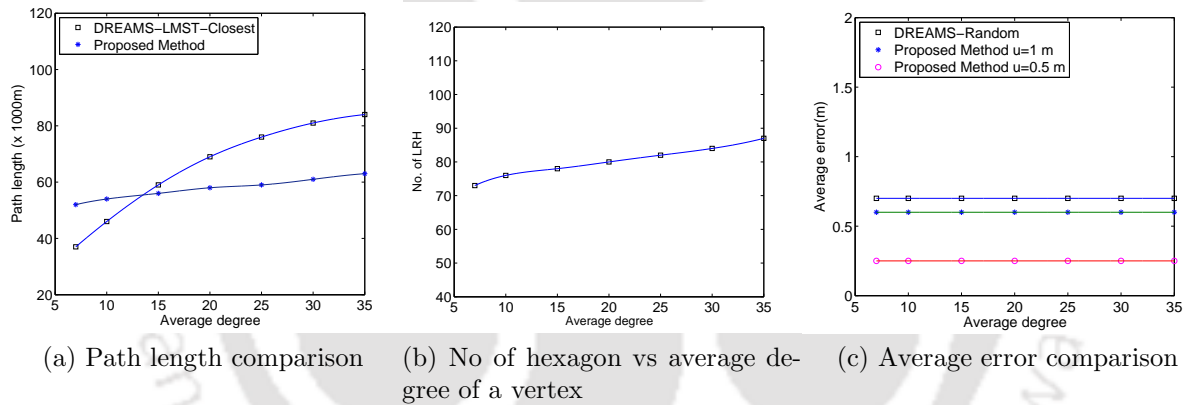 120
100
80
60
40
20
Path length (x 1000m)
DREAMS−LMST−Closest
Proposed Method
5 10 15 20 25 30 35
Average degree
(a) Path length comparison
120
110
100
90
80
70
60
50
40
No. of LRH
5 10 15 20 25 30 35
Average degree
(b) No of hexagon vs average de-
gree of a vertex
2
1.5
1
0.5
0
Average error(m)
DREAMS−Random
Proposed Method u=1 m
Proposed Method u=0.5 m
5 10 15 20 25 30 35
Average degree
(c) Average error comparison